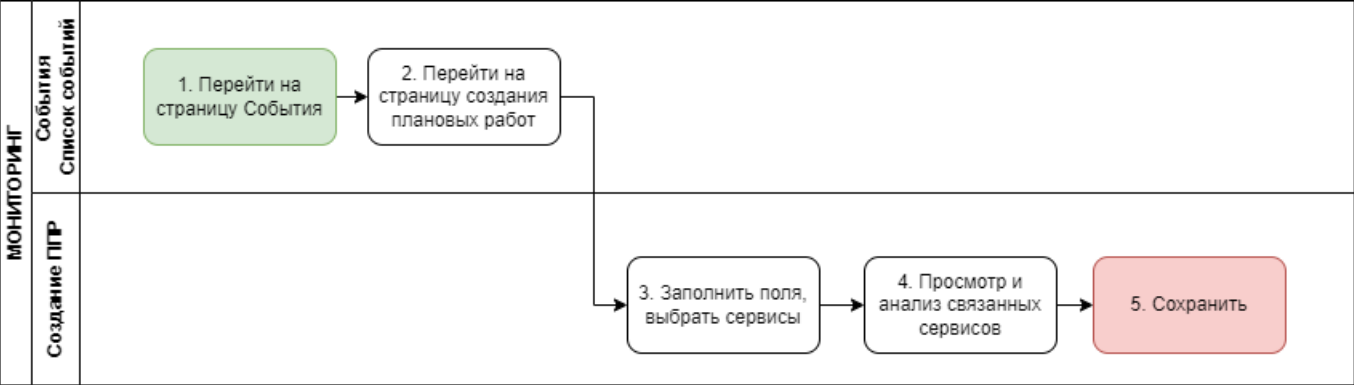 МОНИТОРИНГ
События
Список событий
1. Перейти на
страницу События
2. Перейти на
страницу создания
плановых работ
Создание ППР
3. Заполнить поля,
выбрать сервисы
4. Просмотр и
анализ связанных
сервисов
5. Сохранить